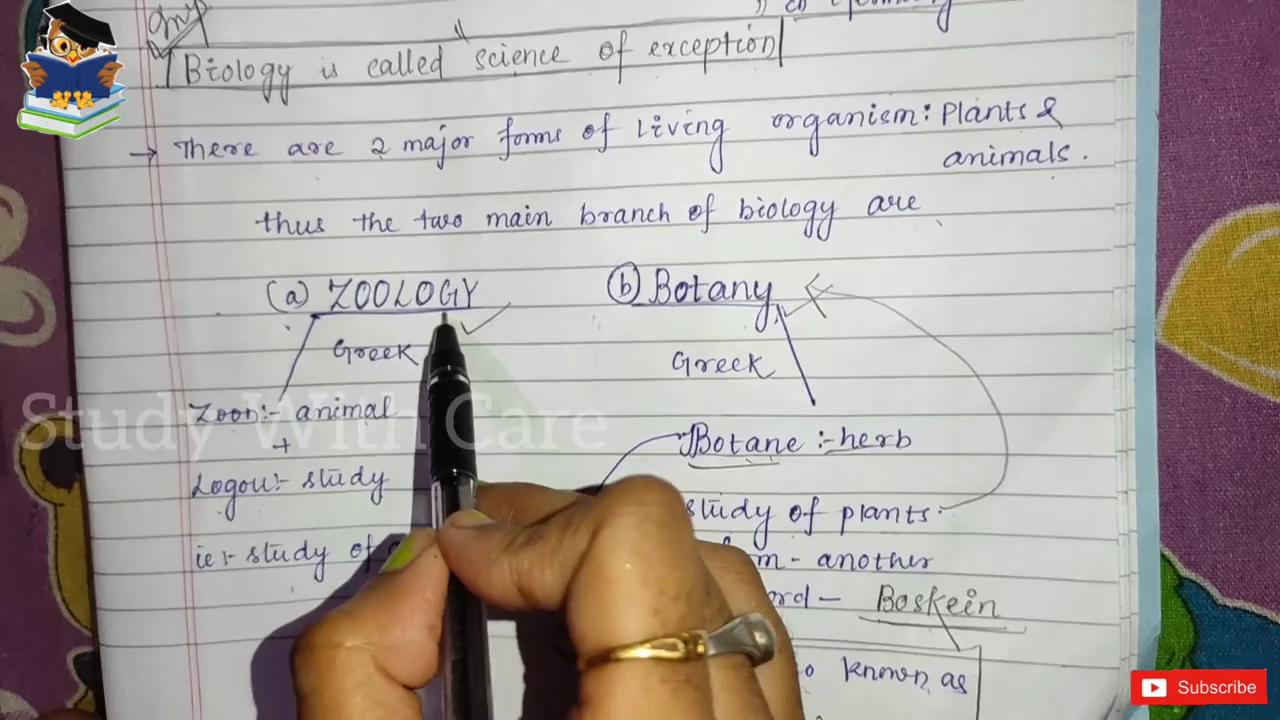 Imp
Biology is called "science of exception
→ There are 2 major forms of living organism: Plants &
animals.
thus the two main branch of biology are
(a) ZOOLOGY
(b) Botany
Greek
Greek
Zoon:- animal
Botane :- herb
+
Logou:- study
study of plants.
ie:- study of
another
Boskein
known as
Study With Care
Subscribe